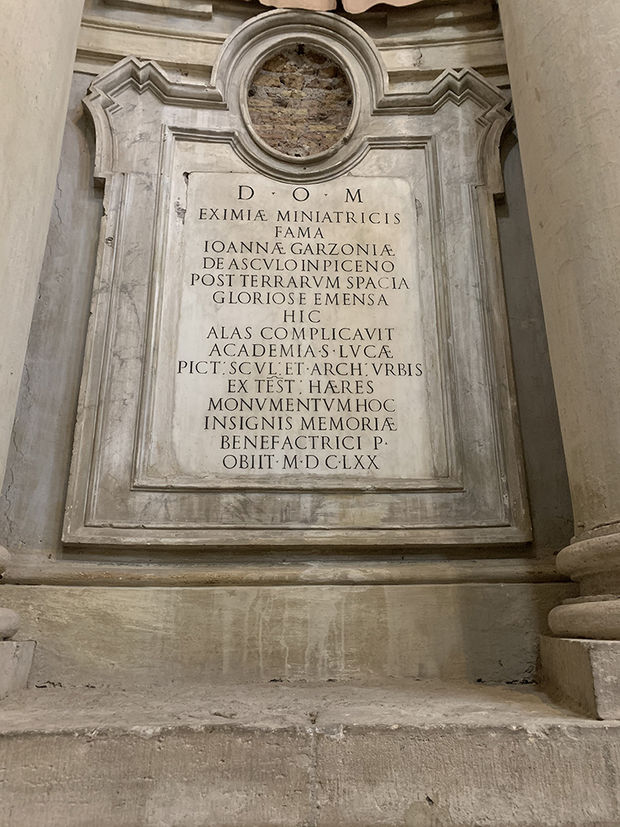 D · O · M
EXIMIÆ MINIATRICIS
FAMA
IOANNÆ GARZONIÆ
DE ASCVLO IN PICENO
POST TERRARVM SPACIA
GLORIOSE EMENSA
HIC
ALAS COMPLICAVIT
ACADEMIA · S · LVCÆ
PICT; SCVL; ET · ARCH; VRBIS
EX TEST; HÆRES
MONVMENTVM HOC
INSIGNIS MEMORIÆ
BENEFACTRICI P ·
OBIIT · M · D C · LXX